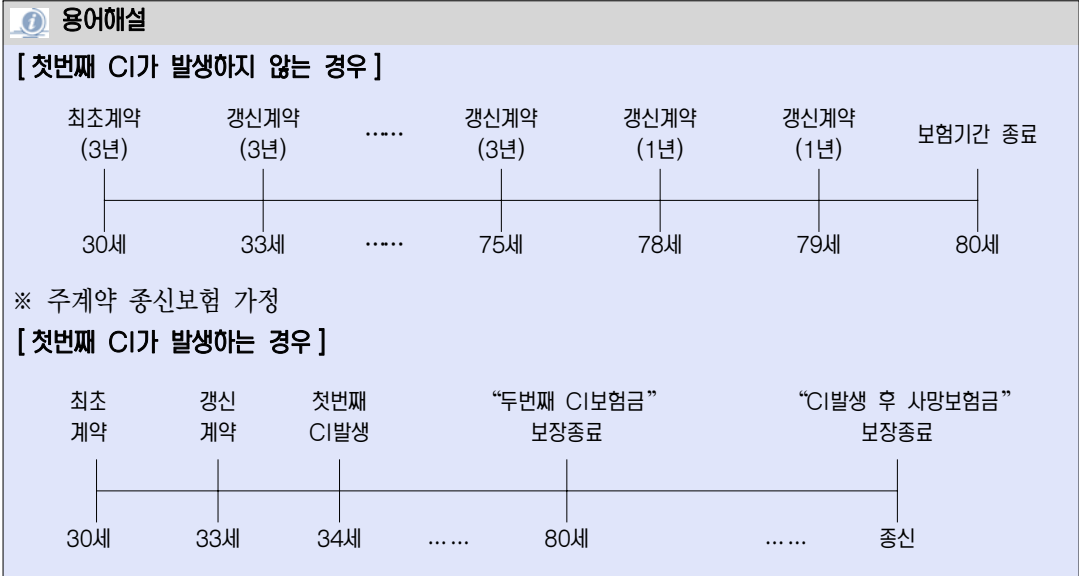 용어해설
[ 첫번째 CI가 발생하지 않는 경우 ]
최초계약 갱신계약 …… 갱신계약 갱신계약 갱신계약 보험기간 종료
(3년) (3년) (3년) (1년) (1년)
30세 33세 …… 75세 78세 79세 80세
※ 주계약 종신보험 가정
[ 첫번째 CI가 발생하는 경우 ]
최초 갱신 첫번째 “두번째 CI보험금” “CI발생 후 사망보험금”
계약 계약 CI발생 보장종료 보장종료
30세 33세 34세 …… 80세 …… 종신